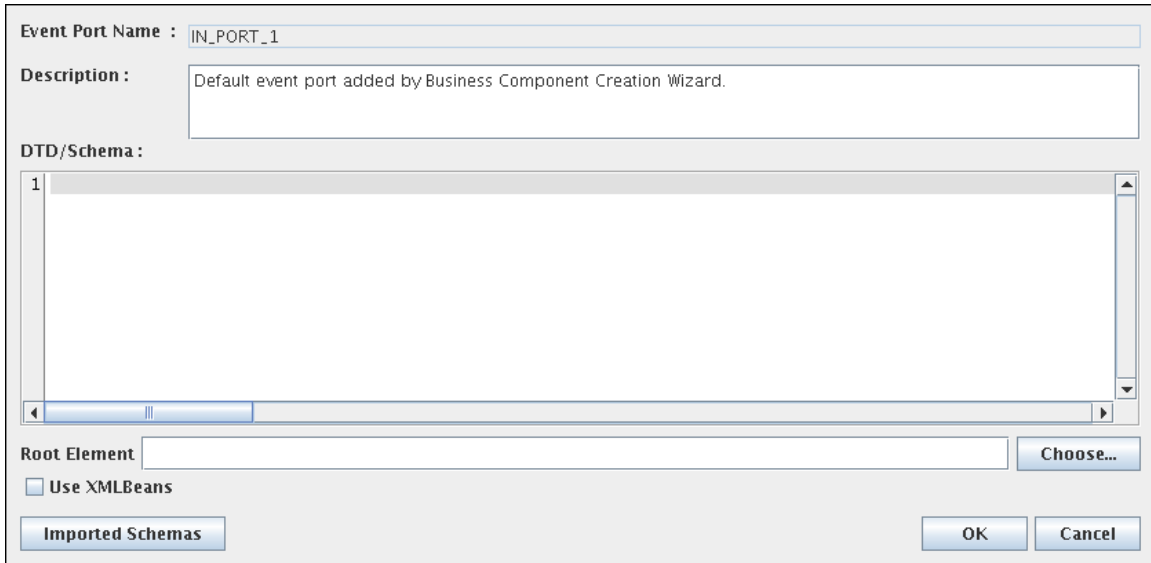 Event Port Name : IN_PORT_1
Description : Default event port added by Business Component Creation Wizard.
DTD/Schema :
1
Root Element Choose...
Use XMLBeans
Imported Schemas OK Cancel